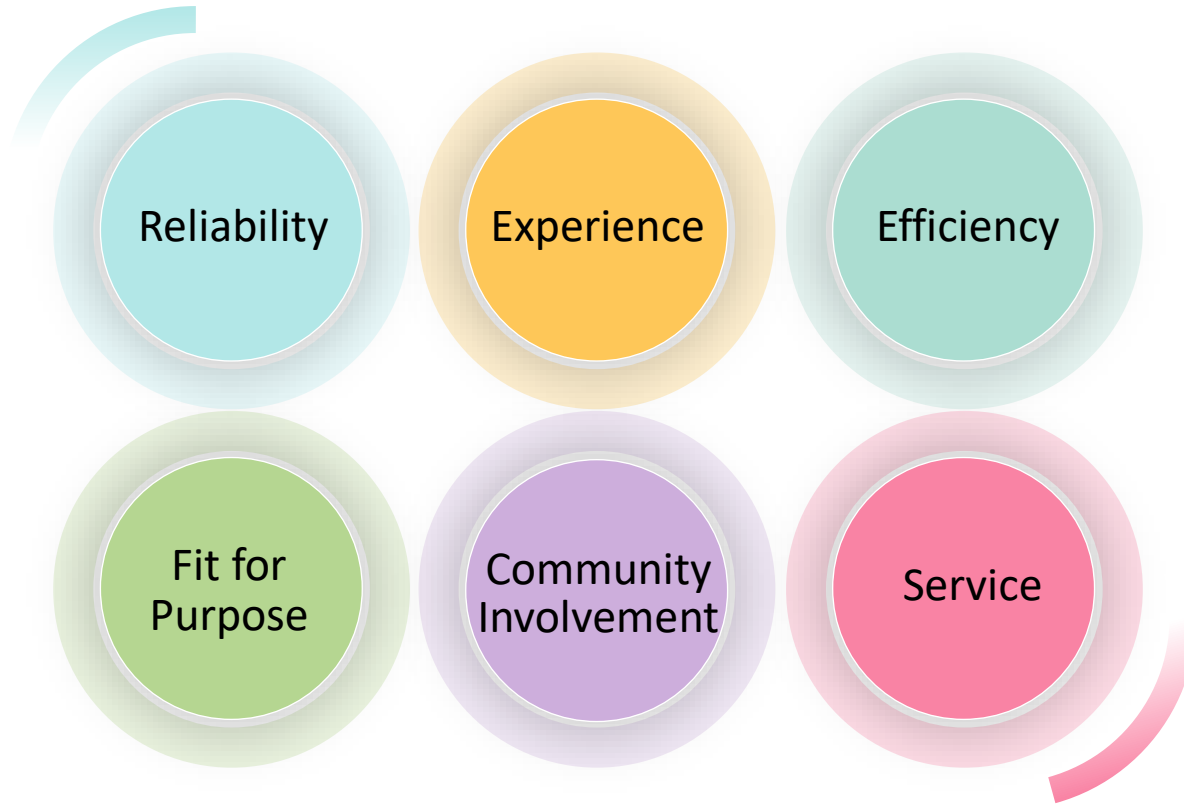 Reliability
Experience
Efficiency
Fit for
Purpose
Community
Involvement
Service